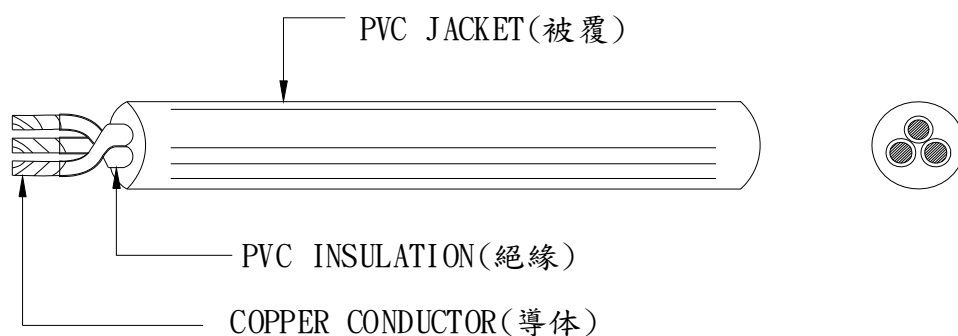 PVC JACKET(被覆)
PVC INSULATION(絕緣)
COPPER CONDUCTOR(導体)